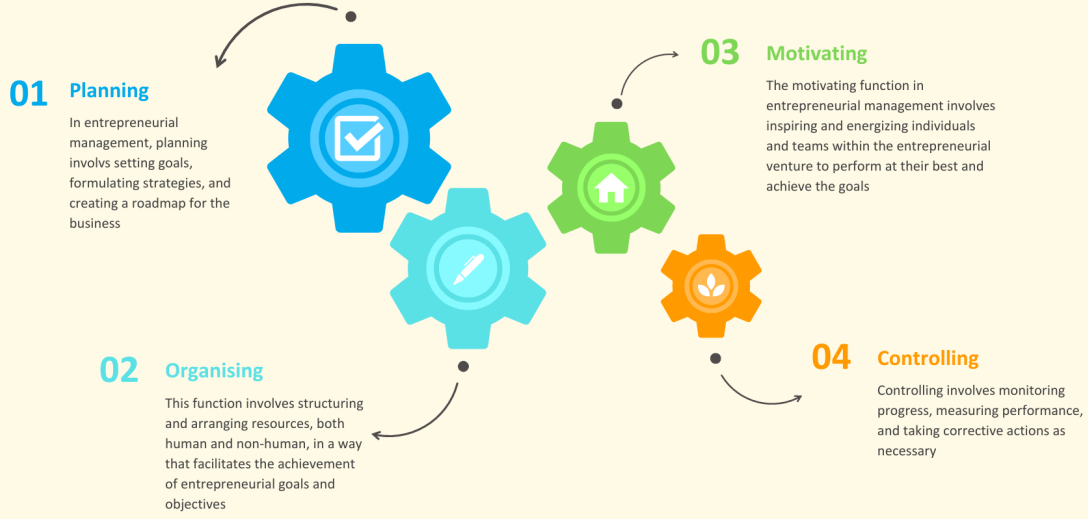 01
Planning
In entrepreneurial
management, planning
involvs setting goals,
formulating strategies, and
creating a roadmap for the
business
02
Organising
This function involves structuring
and arranging resources, both
human and non-human, in a way
that facilitates the achievement
of entrepreneurial goals and
objectives
03
Motivating
The motivating function in
entrepreneurial management involves
inspiring and energizing individuals
and teams within the entrepreneurial
venture to perform at their best and
achieve the goals
04
Controlling
Controlling involves monitoring
progress, measuring performance,
and taking corrective actions as
necessary